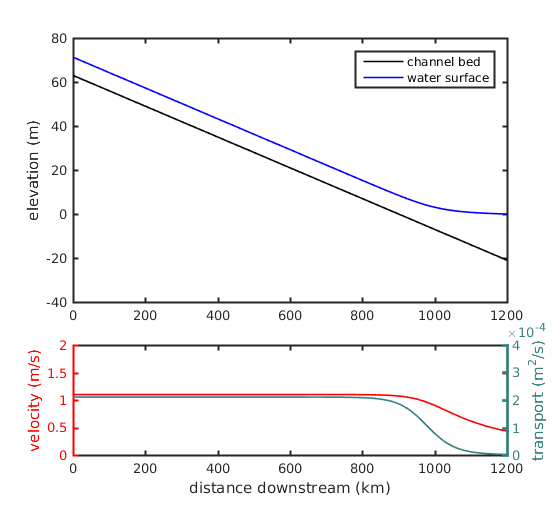 80
60
40
20
0
-20
-40
elevation (m)
channel bed
water surface
0 200 400 600 800 1000 1200
×10⁻⁴
2
1.5
1
0.5
0
velocity (m/s)
4
3
2
1
0
transport (m²/s)
0 200 400 600 800 1000 1200
distance downstream (km)